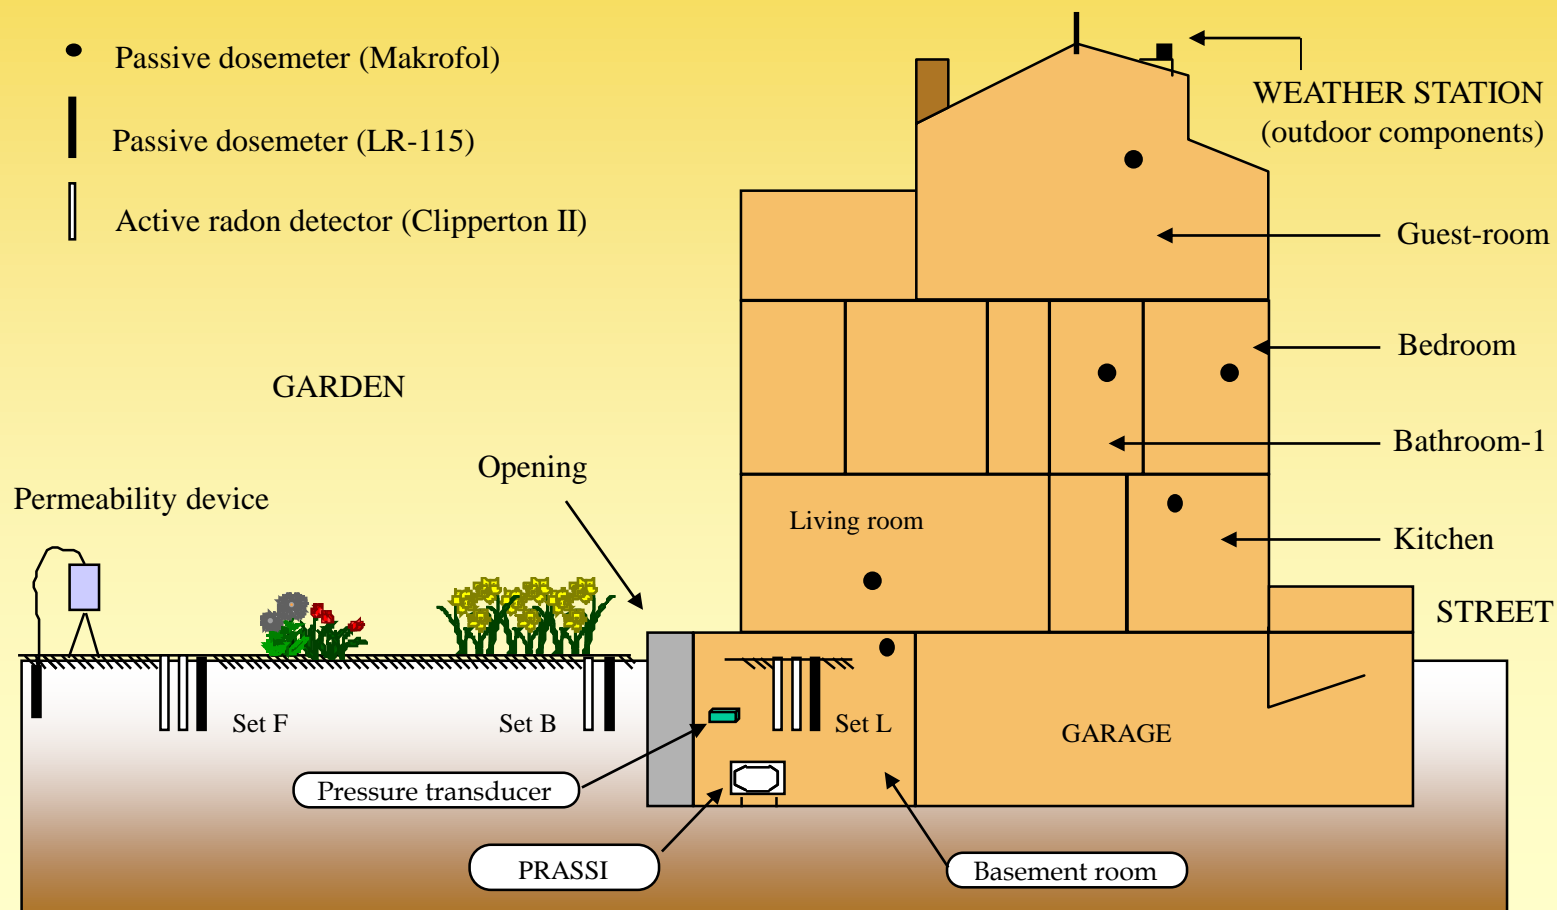 Passive dosemeter (Makrofol)
Passive dosemeter (LR-115)
Active radon detector (Clipperton II)
WEATHER STATION
(outdoor components)
Guest-room
Bedroom
GARDEN
Bathroom-1
Opening
Permeability device
Living room
Kitchen
STREET
Set F
Set B
Set L
GARAGE
Pressure transducer
PRASSI
Basement room